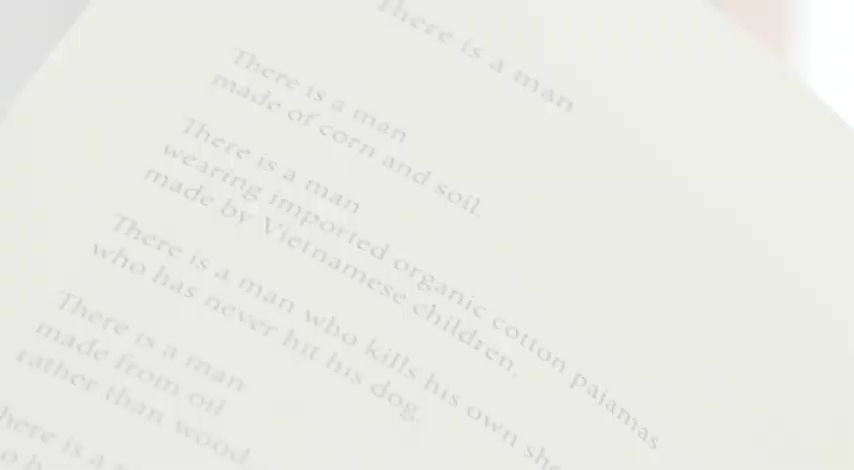 There is a man
There is a man
made of corn and soil.
There is a man
wearing imported organic cotton pajamas
made by Vietnamese children.
There is a man who kills his own
who has never hit his dog.
There is a man
made from oil
rather than wood